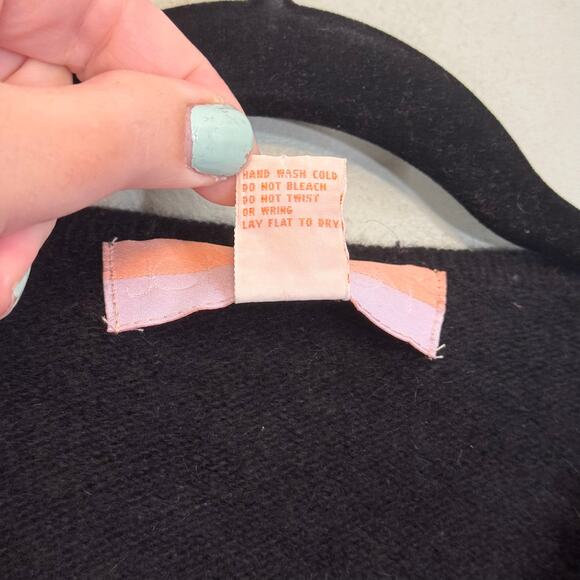 HAND WASH COLD
DO NOT BLEACH
DO NOT TWIST
OR WRING
LAY FLAT TO DRY